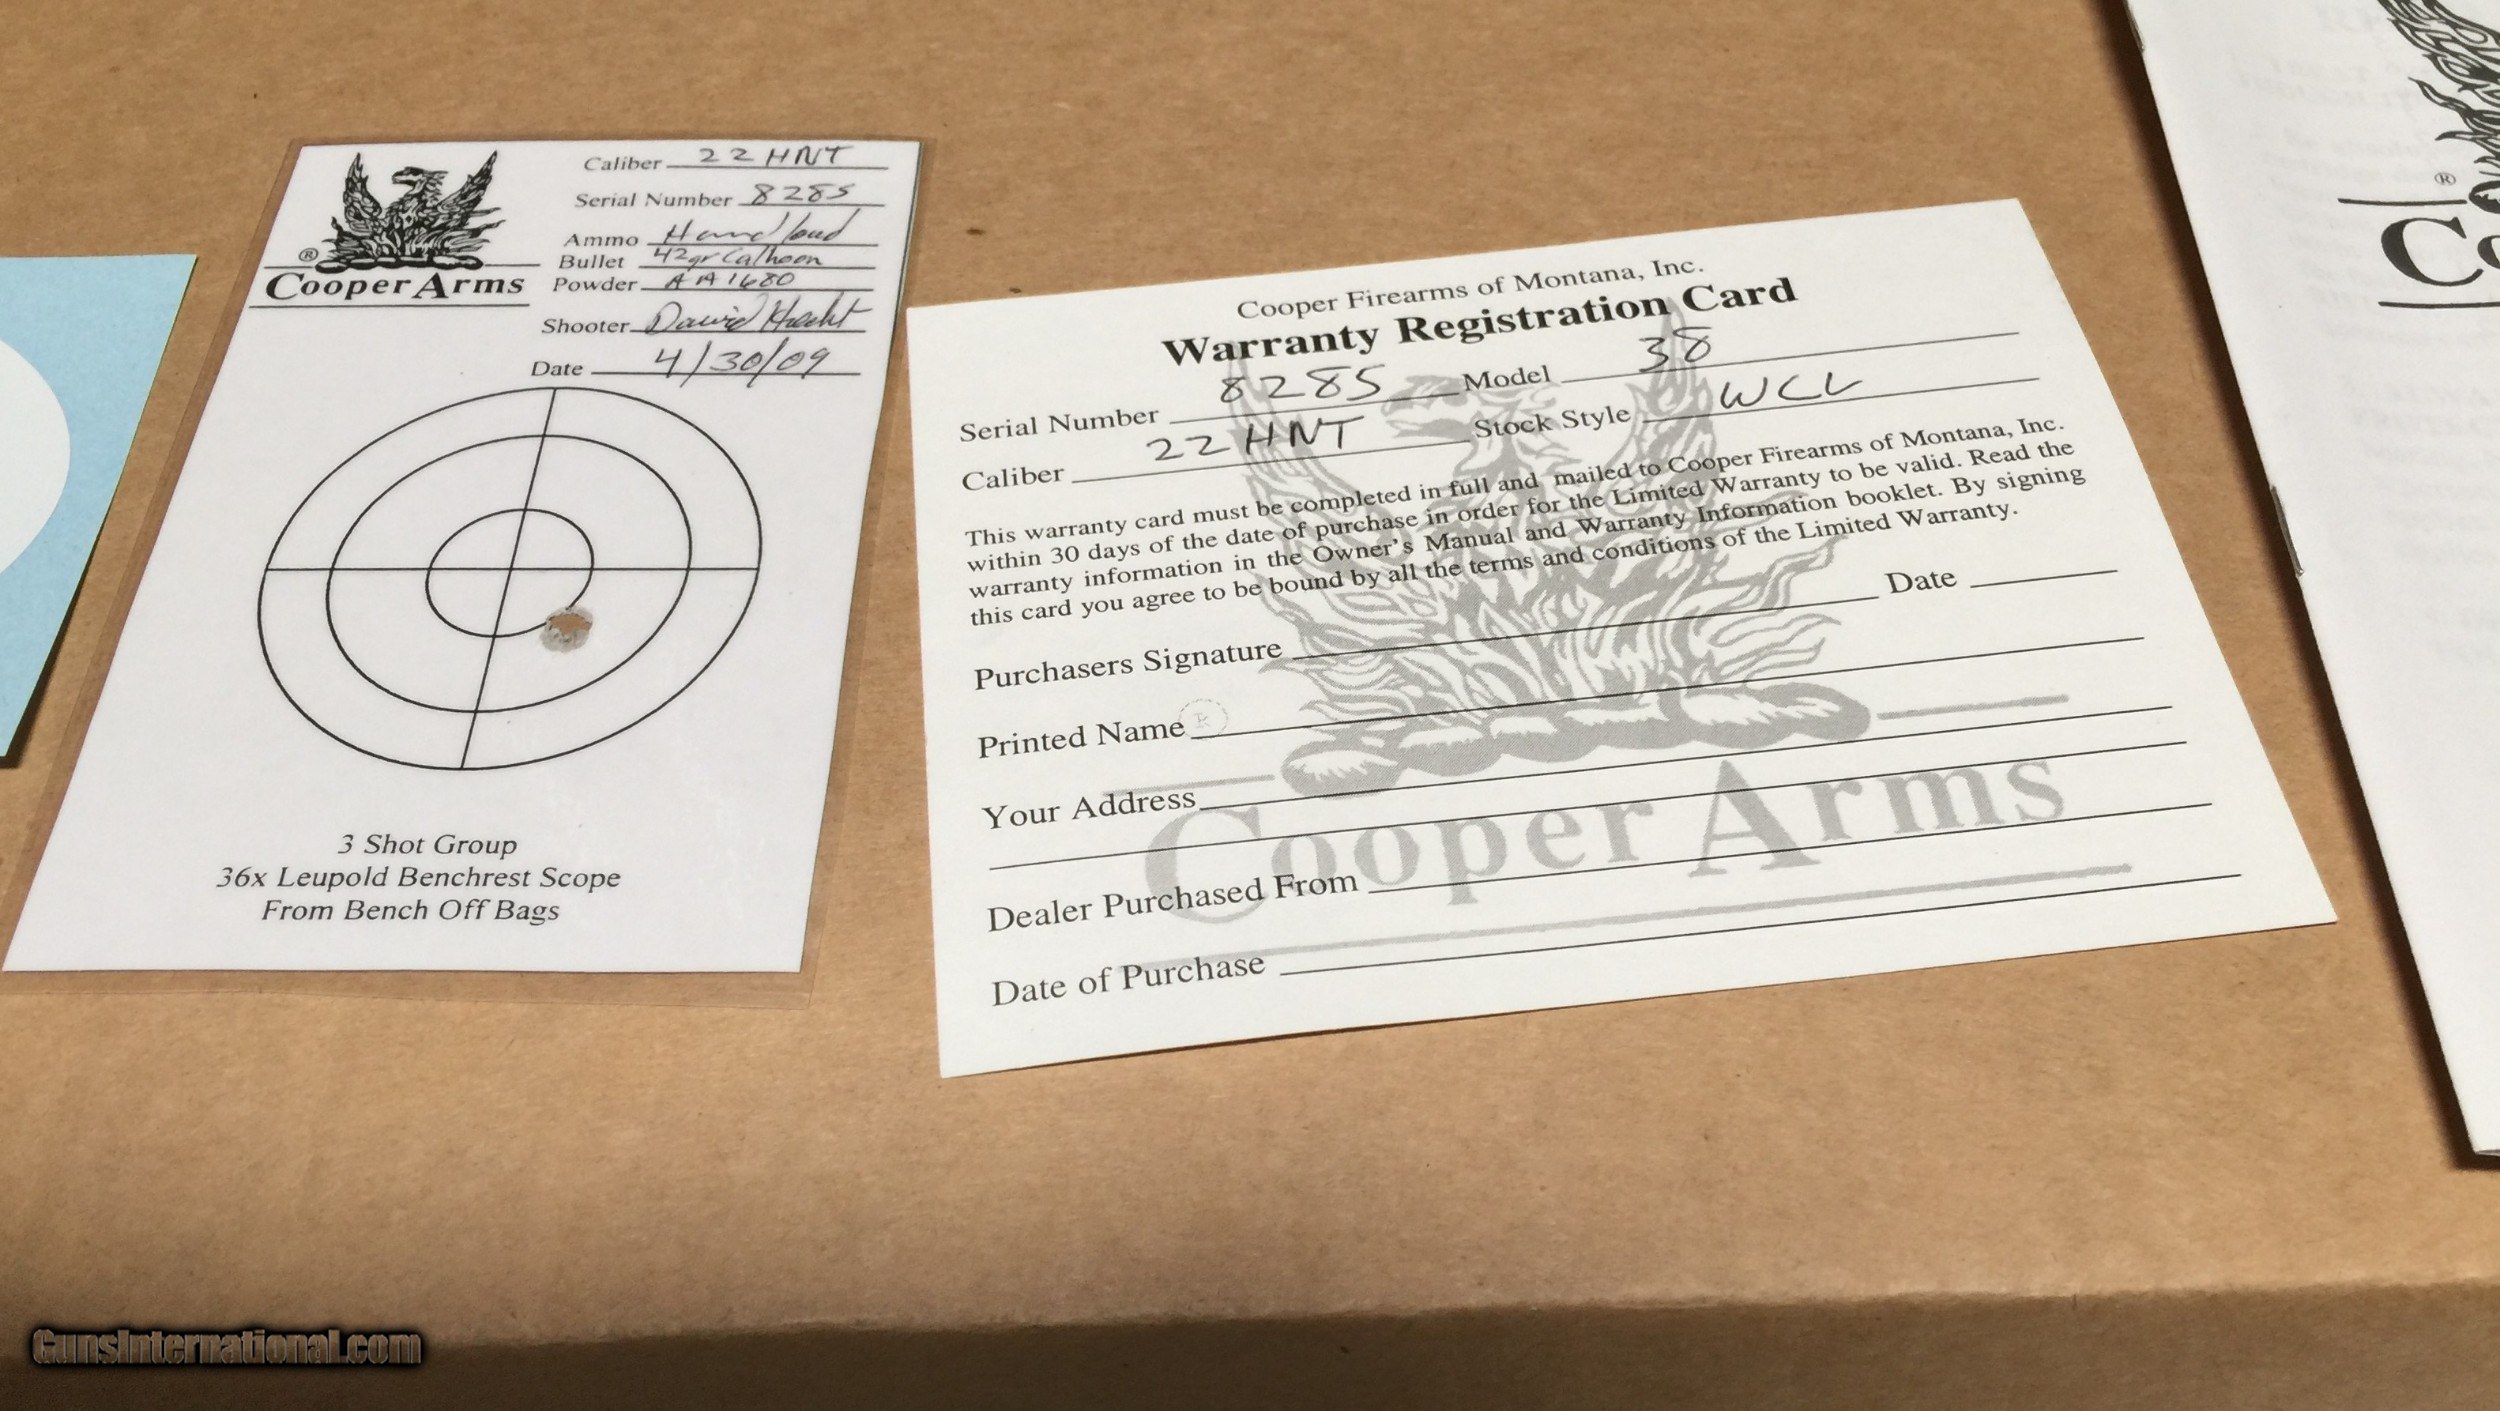 Caliber 22 HNT
Serial Number 8285
Ammo Handload
Bullet 42gr Calhoon
Powder AA 1680
Shooter David
Date 4/30/09
®
Cooper Arms
3 Shot Group
36x Leupold Benchrest Scope
From Bench Off Bags
Cooper Firearms of Montana, Inc.
Warranty Registration Card
Serial Number 8285 Model 38
Caliber 22 HNT Stock Style WCL
This warranty card must be completed in full and mailed to Cooper Firearms of Montana, Inc.
within 30 days of the date of purchase in order for the Limited Warranty to be valid. Read the
warranty information in the Owner's Manual and Warranty Information booklet. By signing
this card you agree to be bound by all the terms and conditions of the Limited Warranty.
Purchasers Signature Date
Printed Name
®
Your Address
Cooper Arms
Dealer Purchased From
Date of Purchase
®
Co
GunsInternational.com